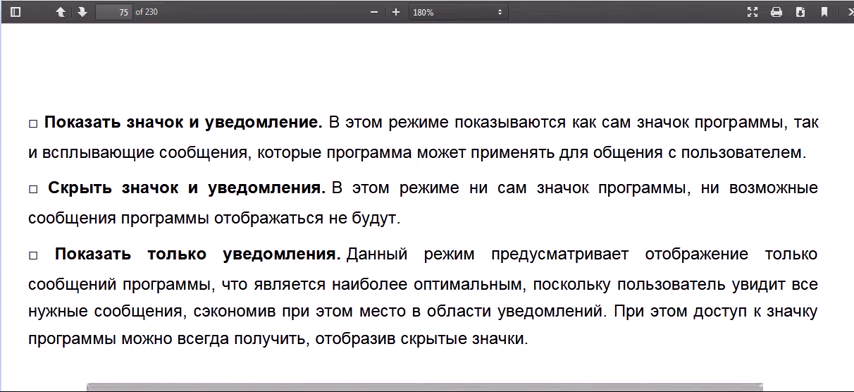 75 of 230 180%
□ Показать значок и уведомление. В этом режиме показываются как сам значок программы, так
и всплывающие сообщения, которые программа может применять для общения с пользователем.
□ Скрыть значок и уведомления. В этом режиме ни сам значок программы, ни возможные
сообщения программы отображаться не будут.
□ Показать только уведомления. Данный режим предусматривает отображение только
сообщений программы, что является наиболее оптимальным, поскольку пользователь увидит все
нужные сообщения, сэкономив при этом место в области уведомлений. При этом доступ к значку
программы можно всегда получить, отобразив скрытые значки.